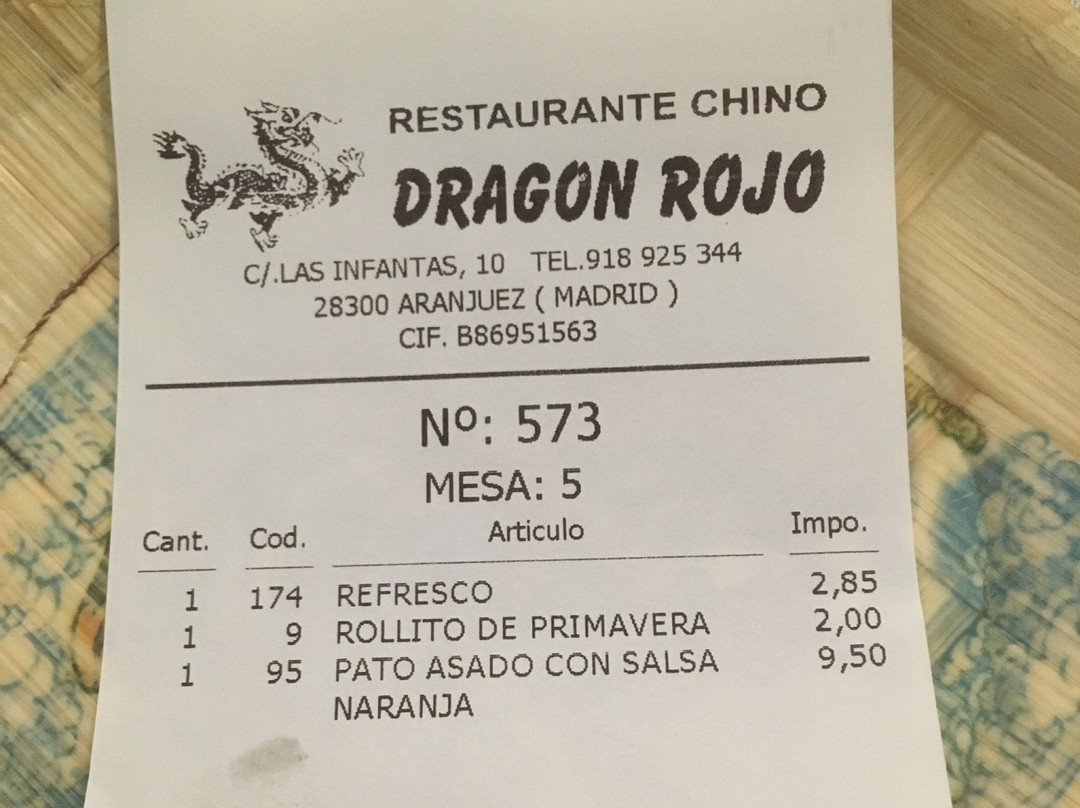 RESTAURANTE CHINO
DRAGON ROJO
C/.LAS INFANTAS, 10 TEL.918 925 344
28300 ARANJUEZ ( MADRID )
CIF. B86951563
Nº: 573
MESA: 5
Cant. Cod. Articulo Impo.
1 174 REFRESCO 2,85
1 9 ROLLITO DE PRIMAVERA 2,00
1 95 PATO ASADO CON SALSA 9,50
NARANJA